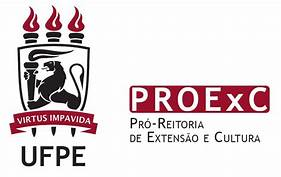 VIRTUS IMPAVIDA
UFPE
PROExC
PRÓ-REITORIA
DE EXTENSÃO E CULTURA